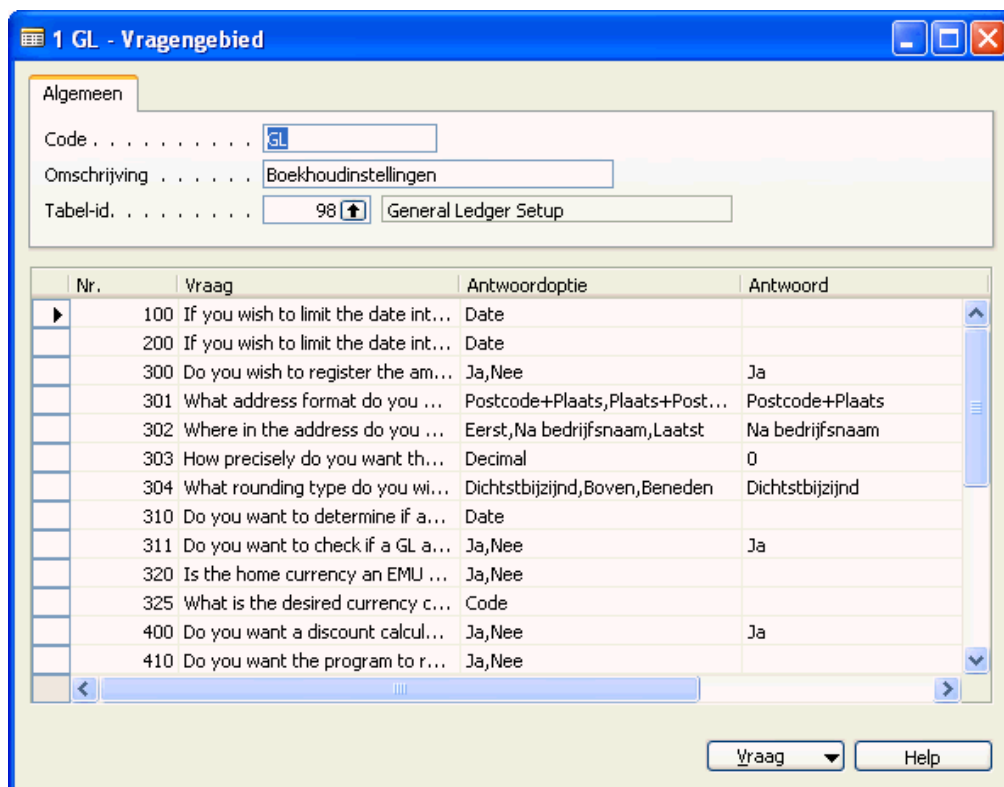 1 GL - Vragengebied
Algemeen
Code . . . . . . . . . . GL
Omschrijving . . . . . . Boekhoudinstellingen
Tabel-id. . . . . . . . . 98 General Ledger Setup
Nr. Vraag Antwoordoptie Antwoord
100 If you wish to limit the date int... Date
200 If you wish to limit the date int... Date
300 Do you wish to register the am... Ja,Nee Ja
301 What address format do you ... Postcode+Plaats,Plaats+Post... Postcode+Plaats
302 Where in the address do you ... Eerst,Na bedrijfsnaam,Laatst Na bedrijfsnaam
303 How precisely do you want th... Decimal 0
304 What rounding type do you wi... Dichtstbijzijnd,Boven,Beneden Dichtstbijzijnd
310 Do you want to determine if a... Date
311 Do you want to check if a GL a... Ja,Nee Ja
320 Is the home currency an EMU ... Ja,Nee
325 What is the desired currency c... Code
400 Do you want a discount calcul... Ja,Nee Ja
410 Do you want the program to r... Ja,Nee
Vraag Help